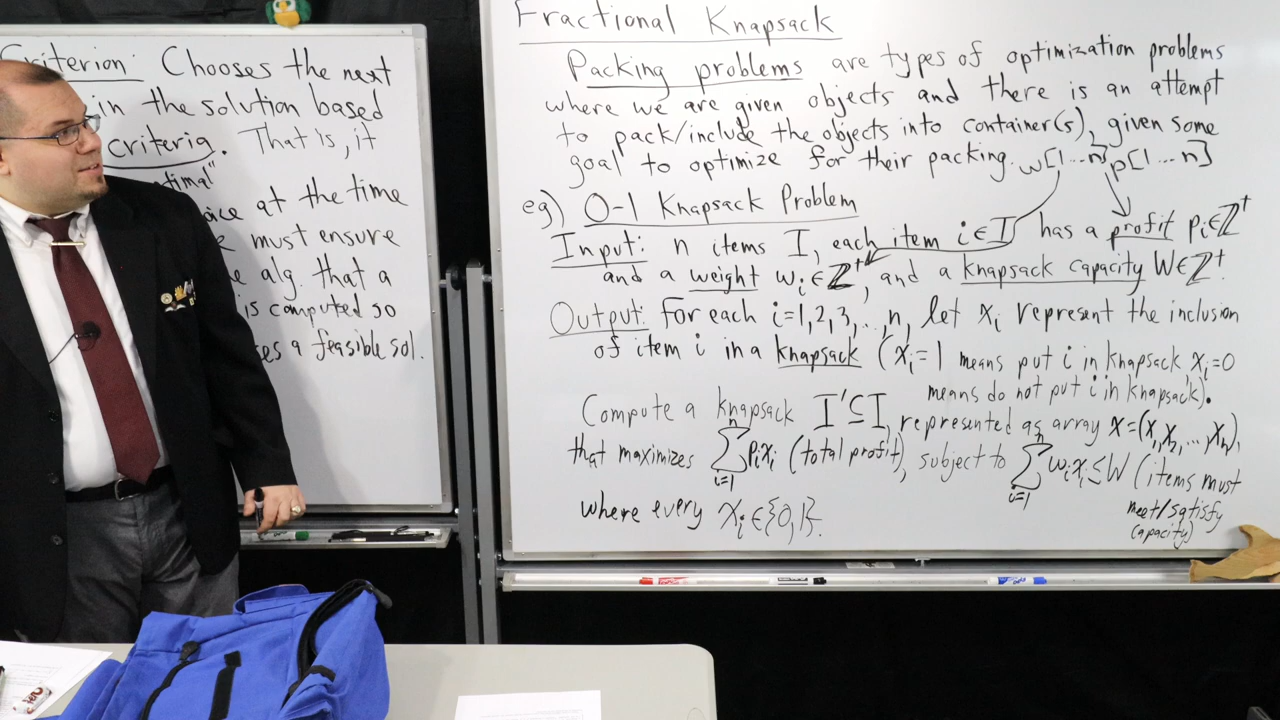 Criterion: Chooses the next
in the solution based
criteria. That is, it
at the time
must ensure
alg. that a
is computed so
a feasible sol.
Fractional Knapsack
Packing problems are types of optimization problems
where we are given objects and there is an attempt
to pack/include the objects into container(s), given some
goal to optimize for their packing. w[1...n] p[1...n]
eg) 0-1 Knapsack Problem
Input: n items I, each item i∈I has a profit pᵢ∈ℤ⁺
and a weight wᵢ∈ℤ⁺, and a knapsack capacity W∈ℤ⁺.
Output: For each i=1,2,3,...,n, let xᵢ represent the inclusion
of item i in a knapsack (xᵢ=1 means put i in knapsack xᵢ=0
means do not put i in knapsack).
Compute a knapsack I'⊆I, represented as array x=(x₁,x₂,...,xₙ),
that maximizes ∑ᵢ₌₁ⁿ pᵢxᵢ (total profit), subject to ∑ᵢ₌₁ⁿ wᵢxᵢ≤W (items must
meet/satisfy
capacity)
where every xᵢ∈{0,1}.